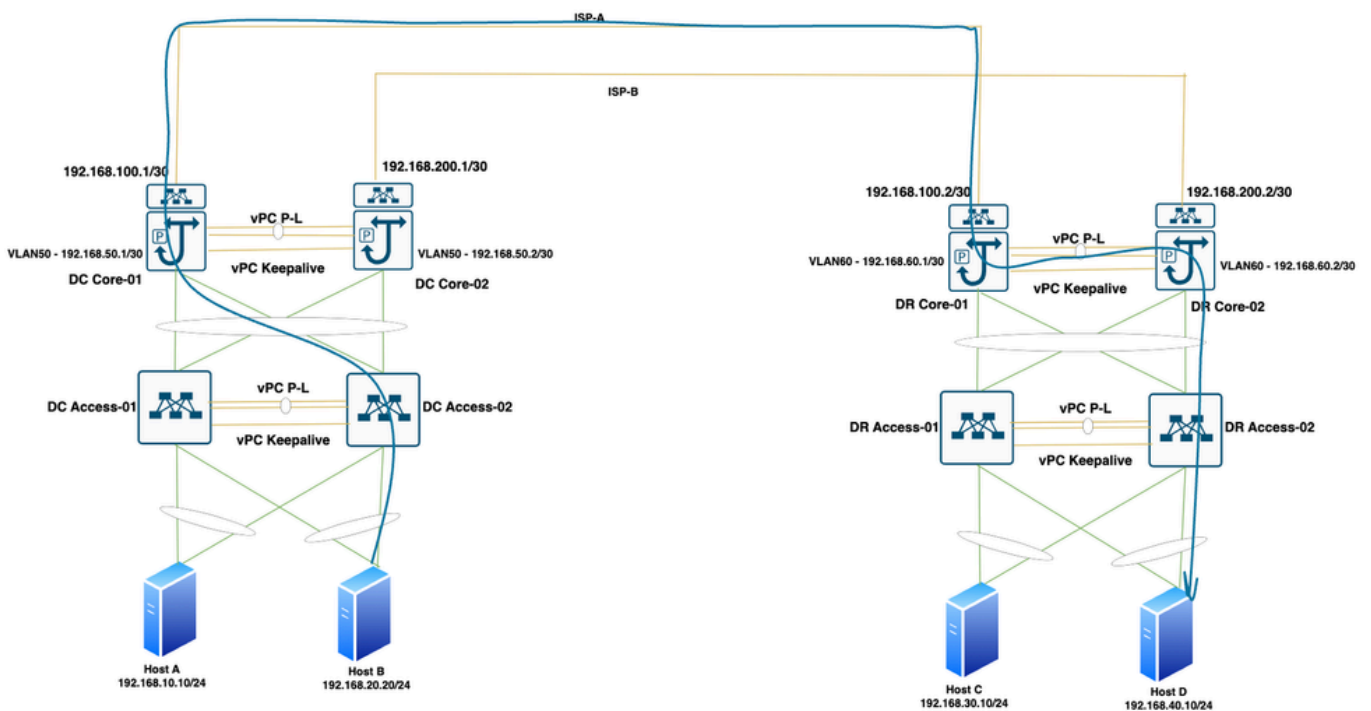 ISP-A
ISP-B
192.168.100.1/30
192.168.200.1/30
192.168.100.2/30
192.168.200.2/30
vPC P-L
P
P
VLAN50 - 192.168.50.1/30
VLAN50 - 192.168.50.2/30
vPC Keepalive
DC Core-01
DC Core-02
vPC P-L
P
P
VLAN60 - 192.168.60.1/30
VLAN60 - 192.168.60.2/30
vPC Keepalive
DR Core-01
DR Core-02
vPC P-L
DC Access-01
DC Access-02
vPC Keepalive
vPC P-L
DR Access-01
DR Access-02
vPC Keepalive
Host A
192.168.10.10/24
Host B
192.168.20.20/24
Host C
192.168.30.10/24
Host D
192.168.40.10/24